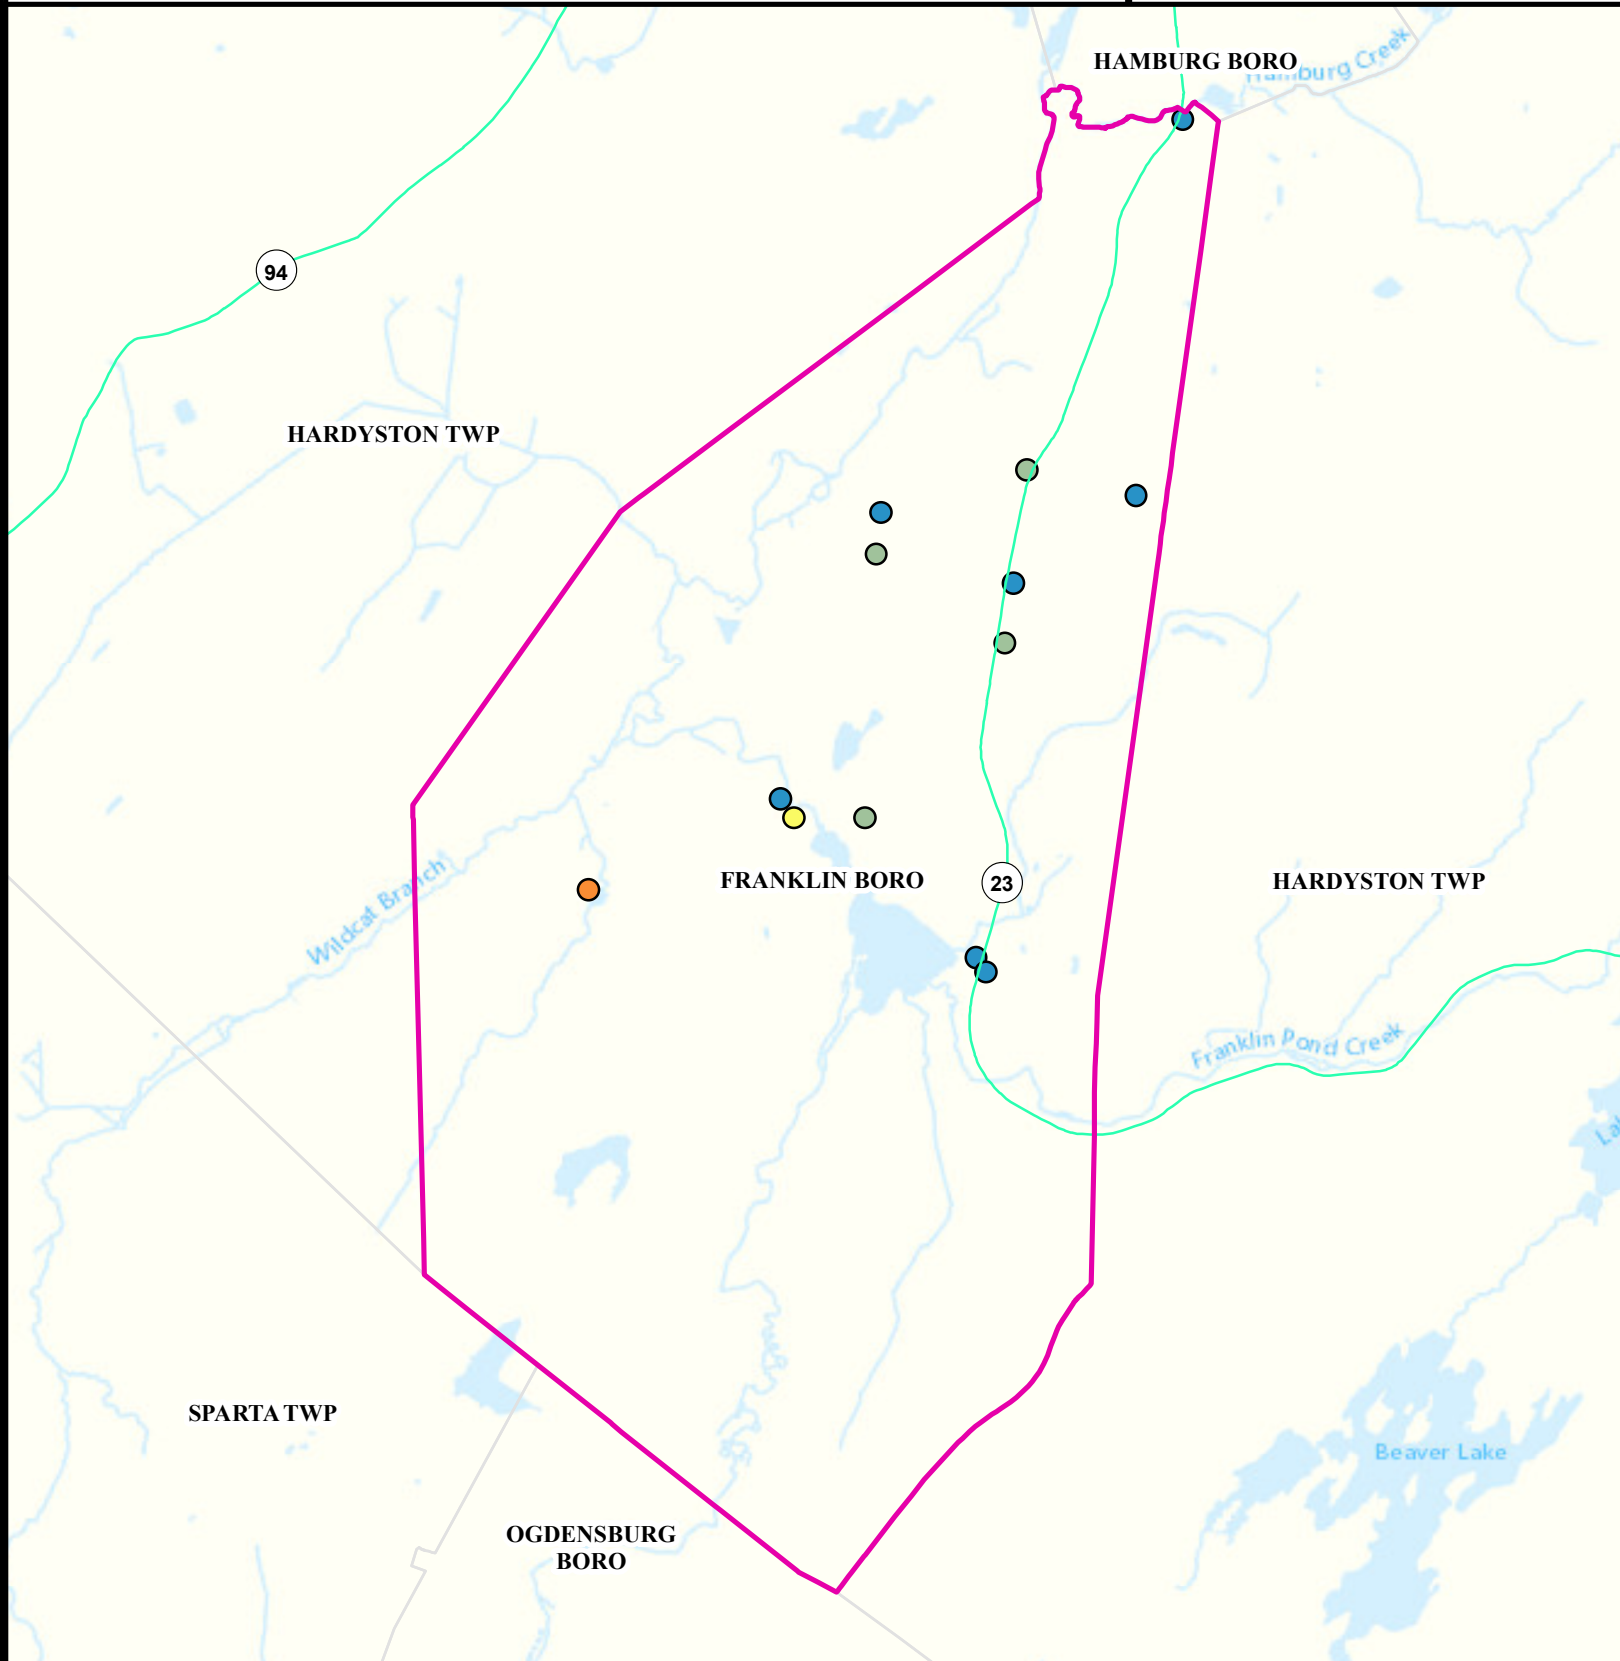 HAMBURG BORO
Hamburg Creek
94
HARDYSTON TWP
FRANKLIN BORO
23
HARDYSTON TWP
Wildcat Branch
Franklin Pond Creek
SPARTA TWP
Beaver Lake
OGDENSBURG
BORO